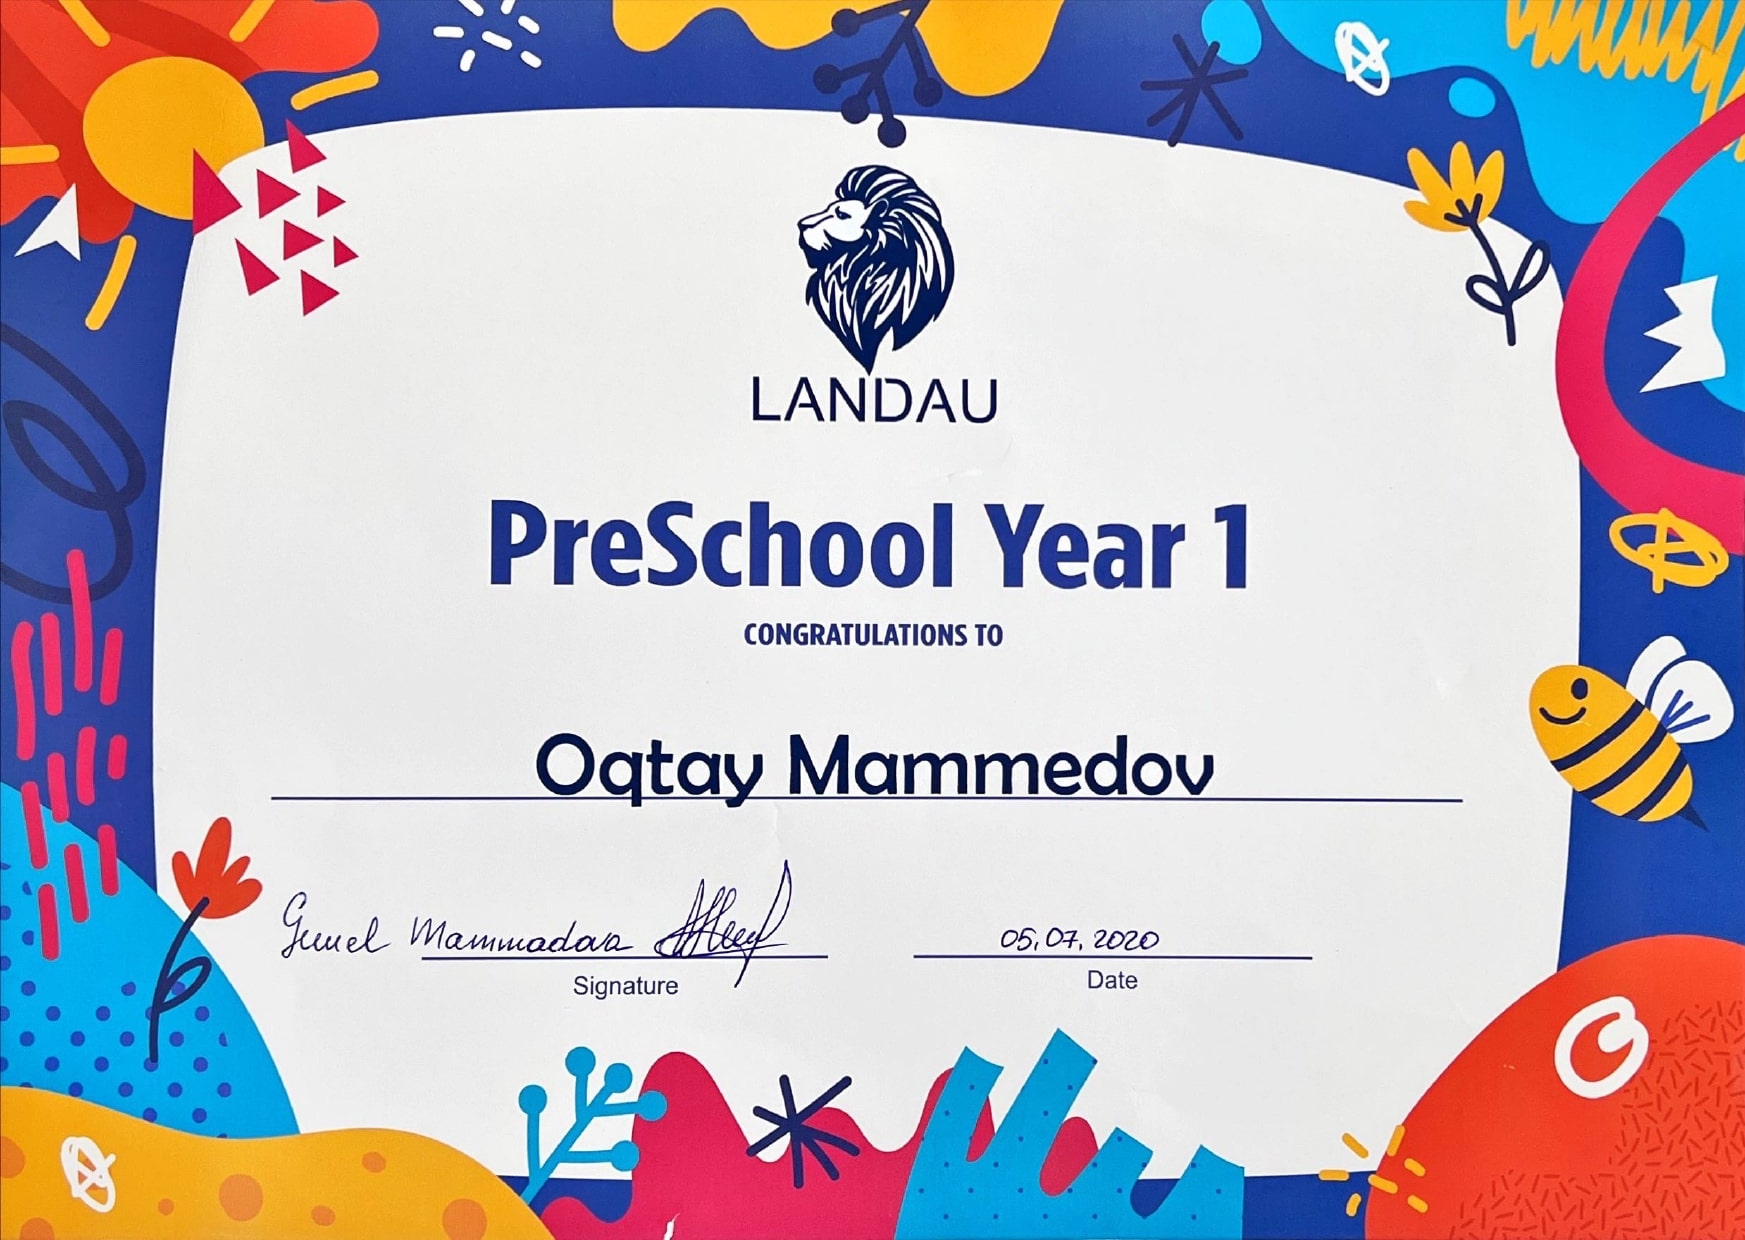 LANDAU
PreSchool Year 1
CONGRATULATIONS TO
Oqtay Mammedov
Gunel Mammadova
05.07.2020
Signature
Date